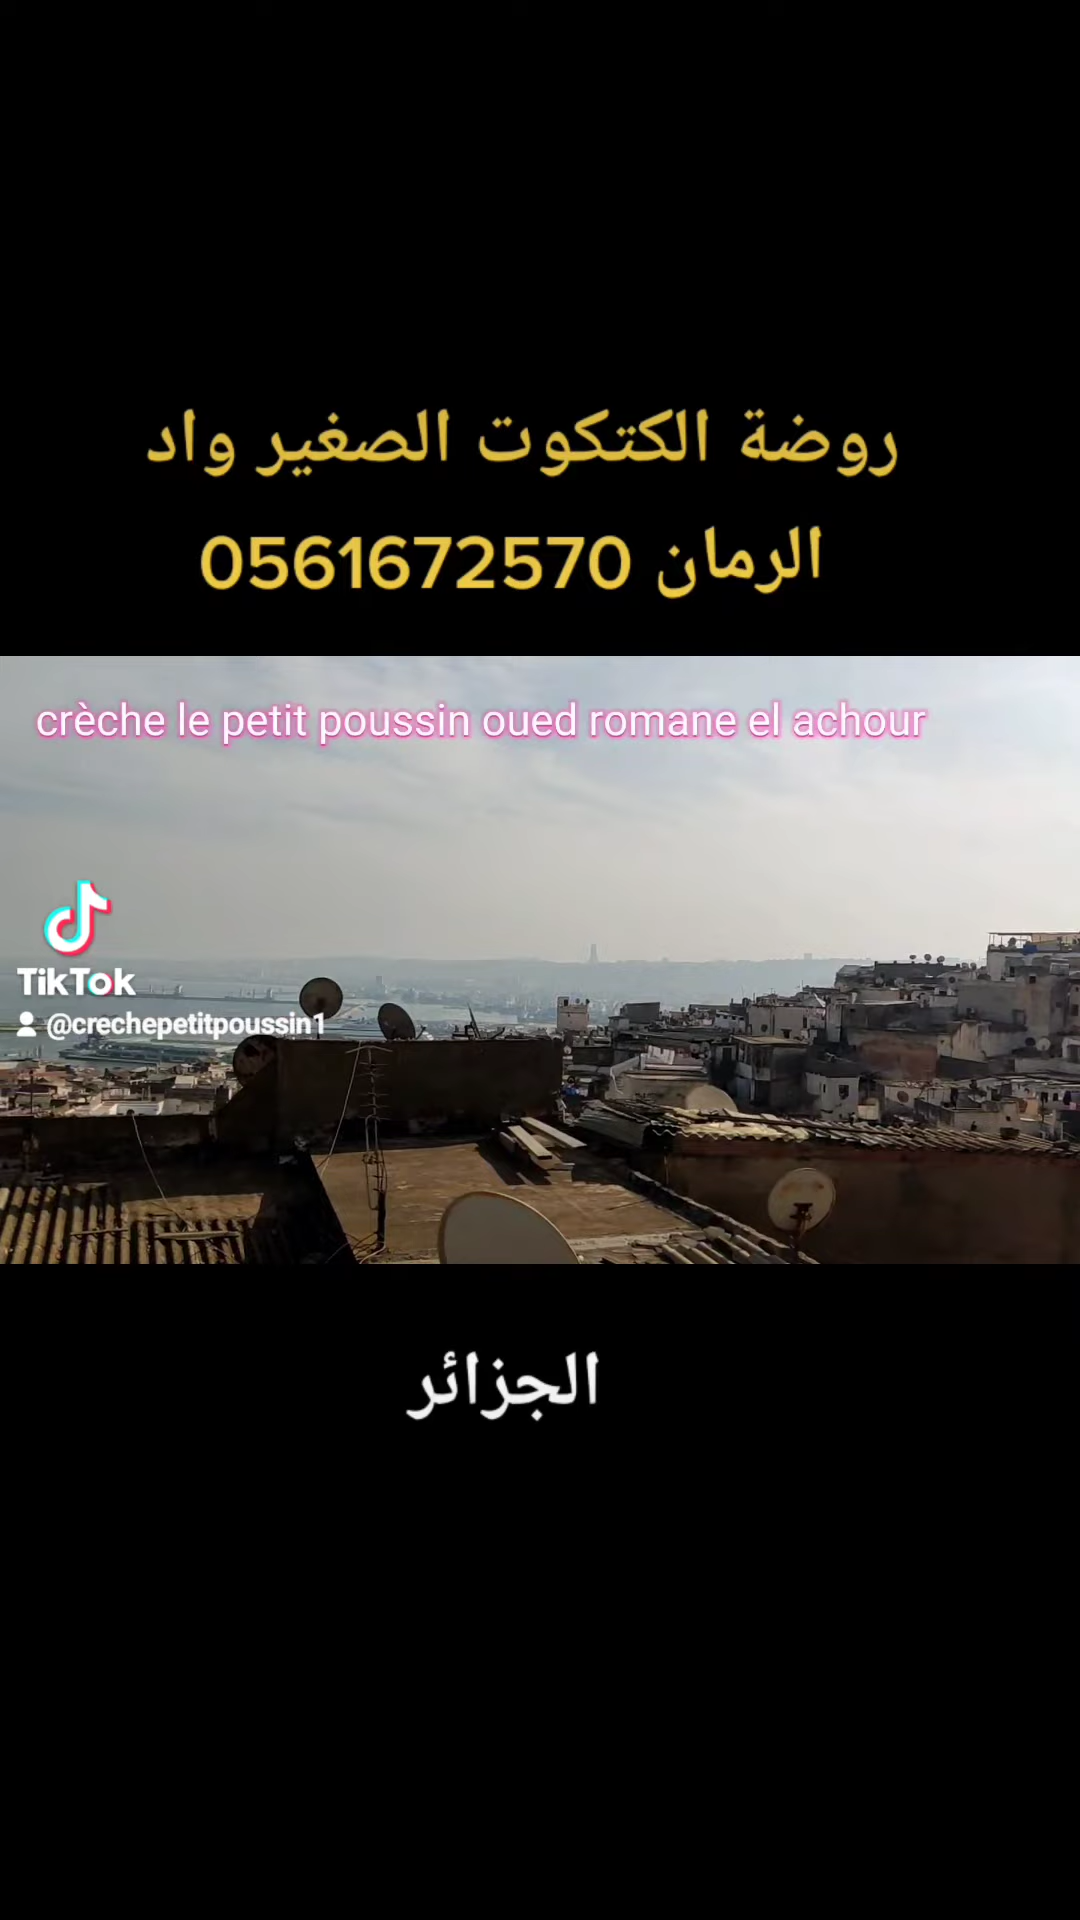 روضة الكتكوت الصغير واد
الرمان 0561672570
crèche le petit poussin oued romane el achour
TikTok
@crechepetitpoussin1
الجزائر